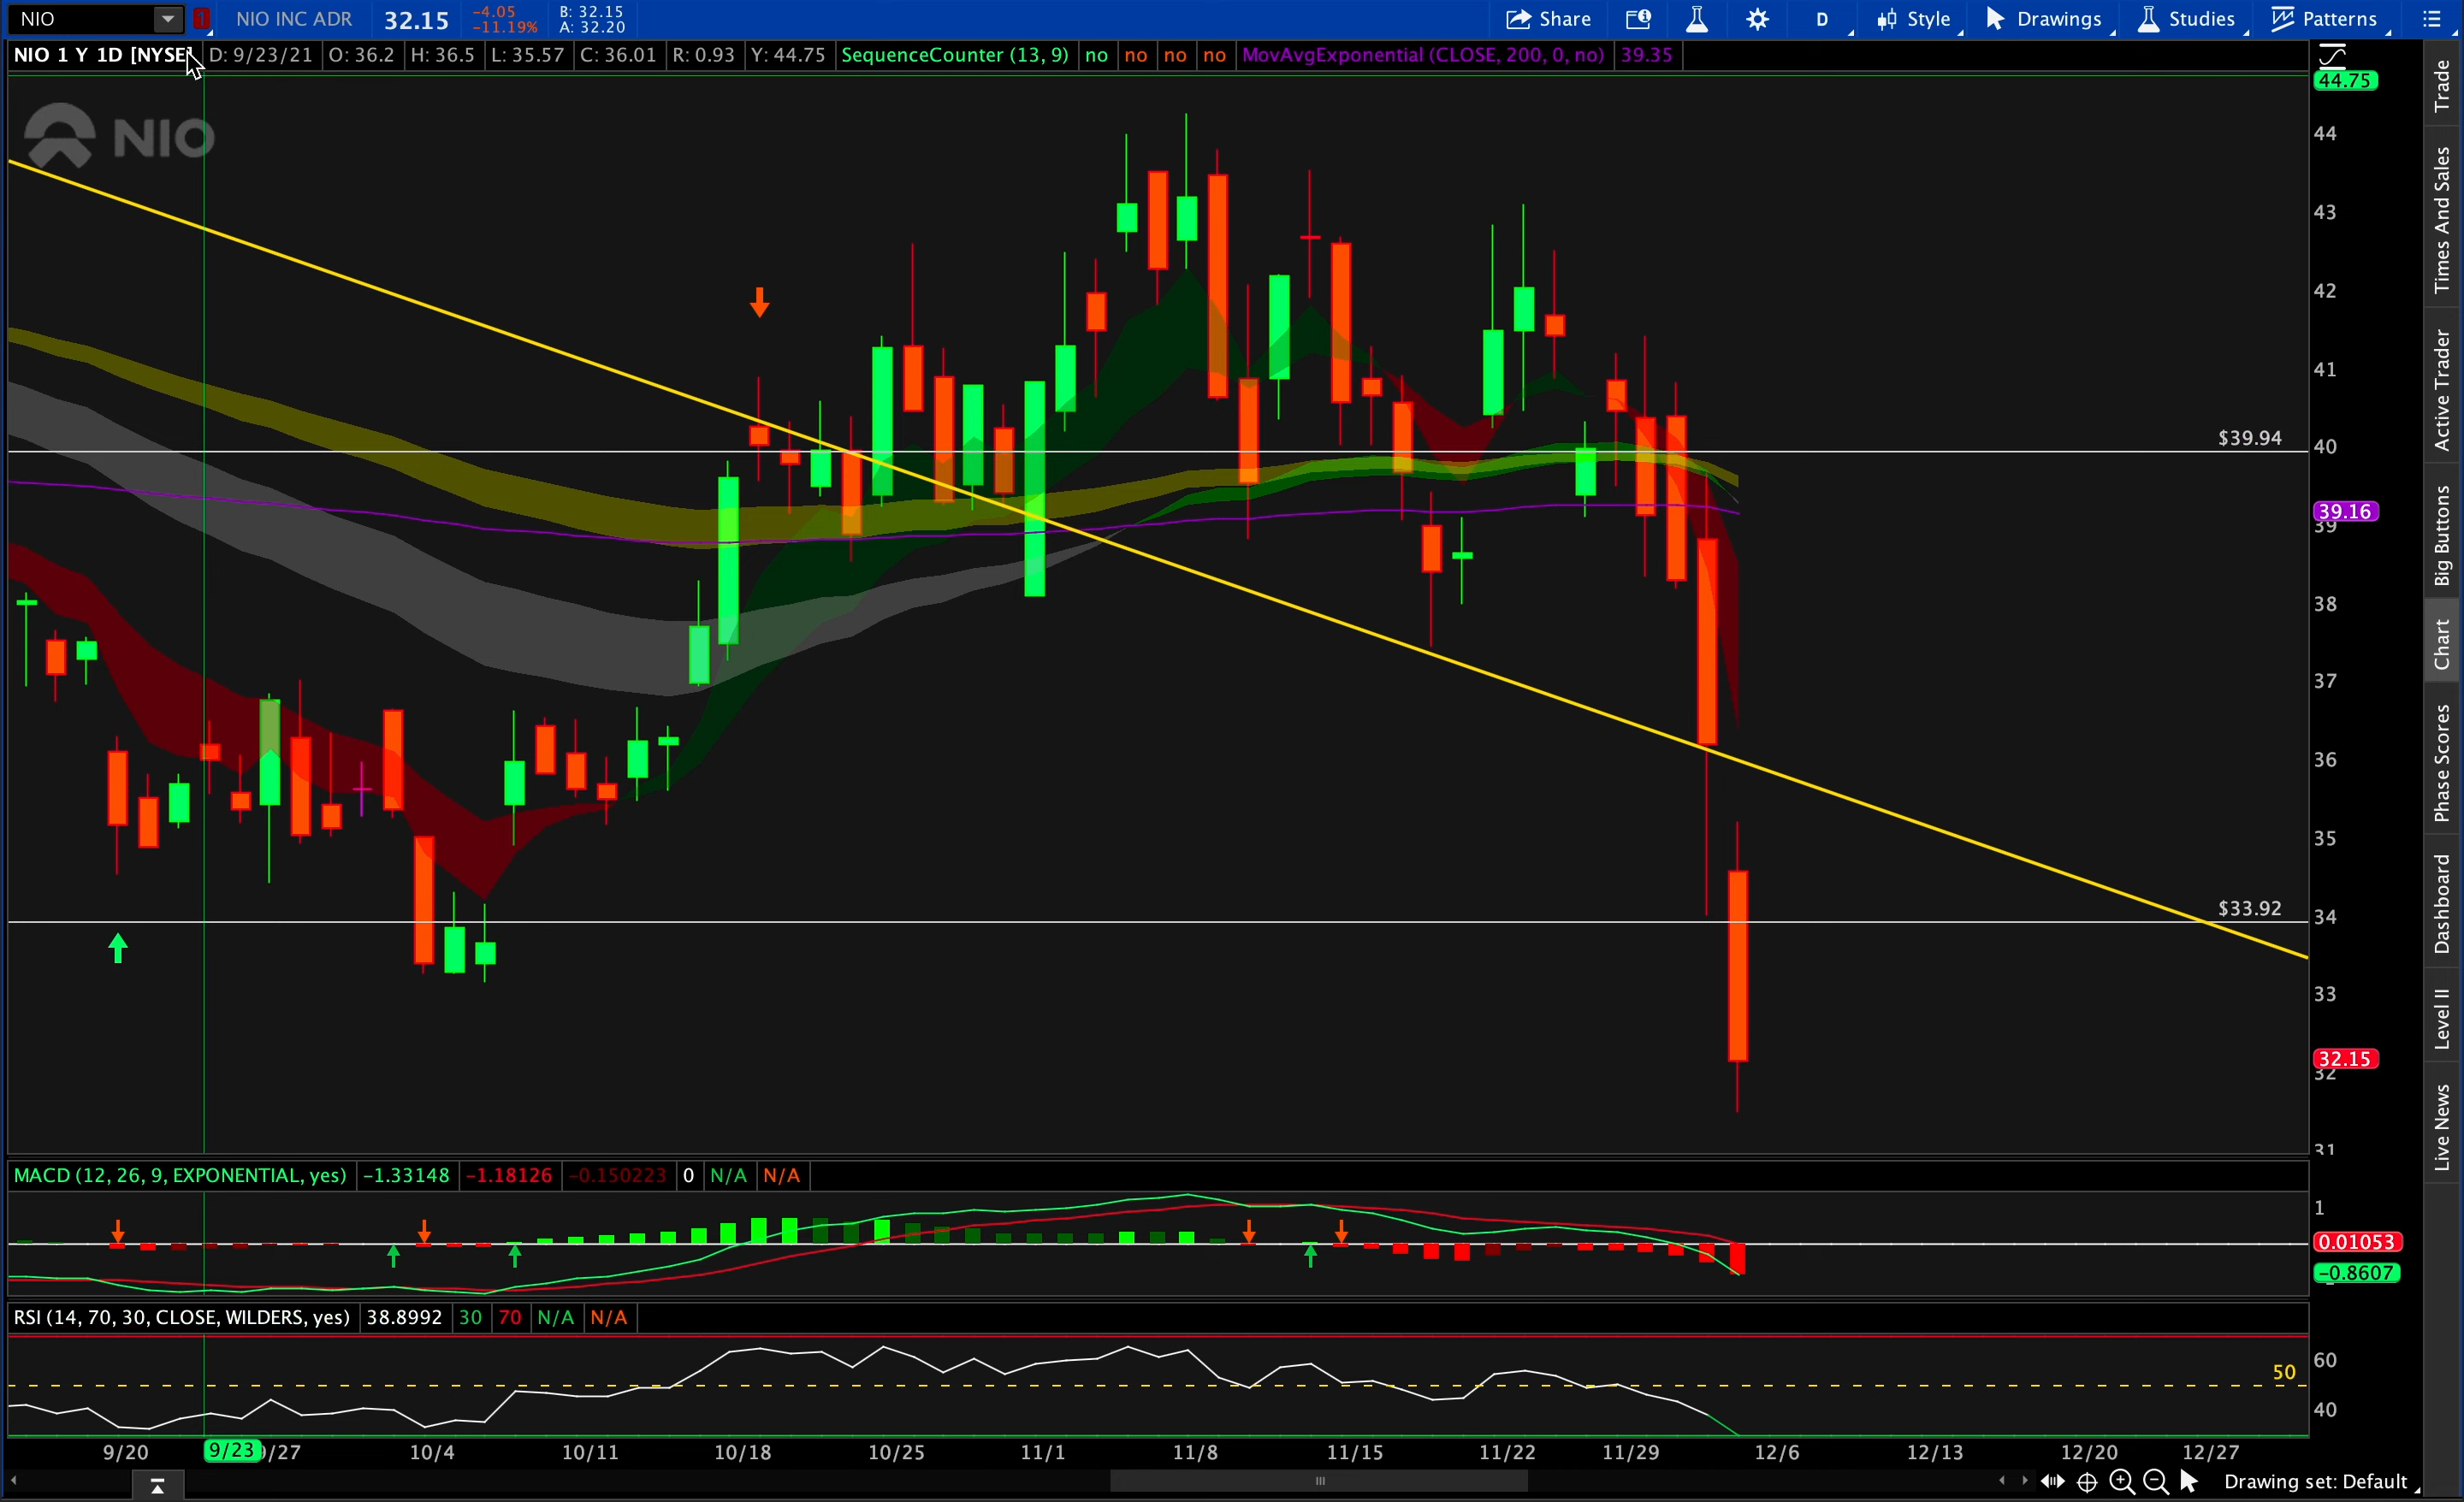 NIO 1 NIO INC ADR 32.15 -4.05 -11.19% B: 32.15 A: 32.20 Share D Style Drawings Studies Patterns
NIO 1 Y 1D [NYSE] D: 9/23/21 O: 36.2 H: 36.5 L: 35.57 C: 36.01 R: 0.93 Y: 44.75 SequenceCounter (13, 9) no no no no MovAvgExponential (CLOSE, 200, 0, no) 39.35
44.75
NIO
44
43
42
41
$39.94
40
39.16
39
38
37
36
35
$33.92
34
33
32.15
32
31
MACD (12, 26, 9, EXPONENTIAL, yes) -1.33148 -1.18126 -0.150223 0 N/A N/A
1
0.01053
-0.8607
RSI (14, 70, 30, CLOSE, WILDERS, yes) 38.8992 30 70 N/A N/A
60
50
40
9/20 9/23 /27 10/4 10/11 10/18 10/25 11/1 11/8 11/15 11/22 11/29 12/6 12/13 12/20 12/27
Drawing set: Default
Trade
Times And Sales
Active Trader
Big Buttons
Chart
Phase Scores
Dashboard
Level II
Live News